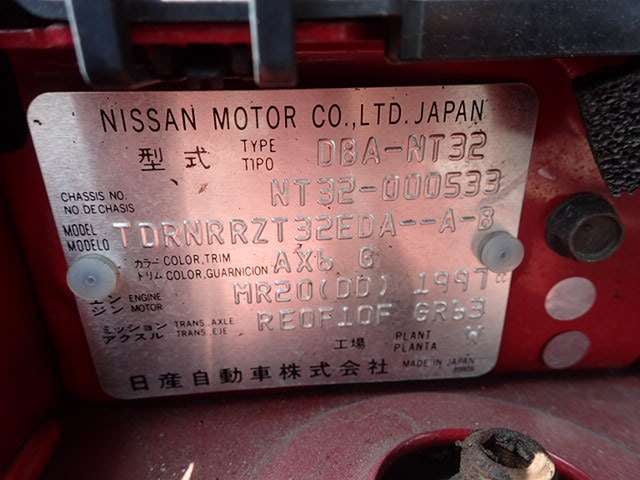 NISSAN MOTOR CO.,LTD. JAPAN
型式 TYPE TIPO DBA-NT32
CHASSIS NO. NO. DE CHASIS NT32-000533
MODEL MODELO TDRNRRZT32EDA--A-B
カラー COLOR,TRIM
トリム COLOR,GUARNICION AX6 G
エンジン ENGINE MOTOR MR20(DD) 1997cc
ミッション TRANS. AXLE
アクスル TRANS. EJE RE0F10F GR63
工場 PLANT PLANTA W
日産自動車株式会社 MADE IN JAPAN